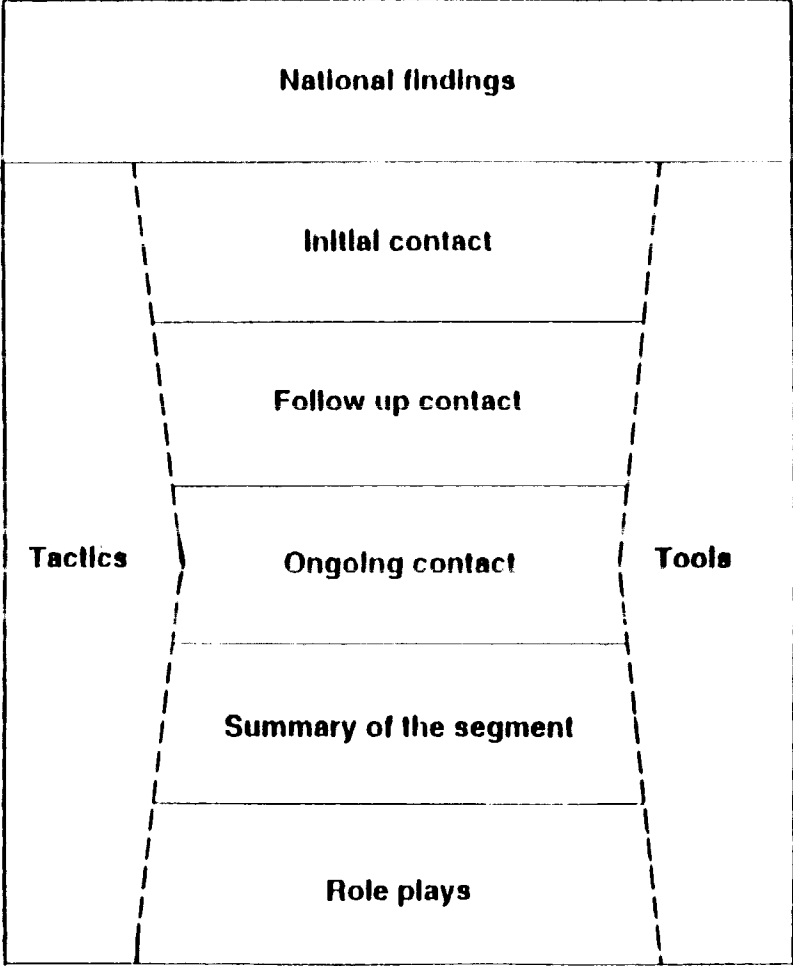 National findings
Initial contact
Follow up contact
Tactics
Ongoing contact
Tools
Summary of the segment
Role plays